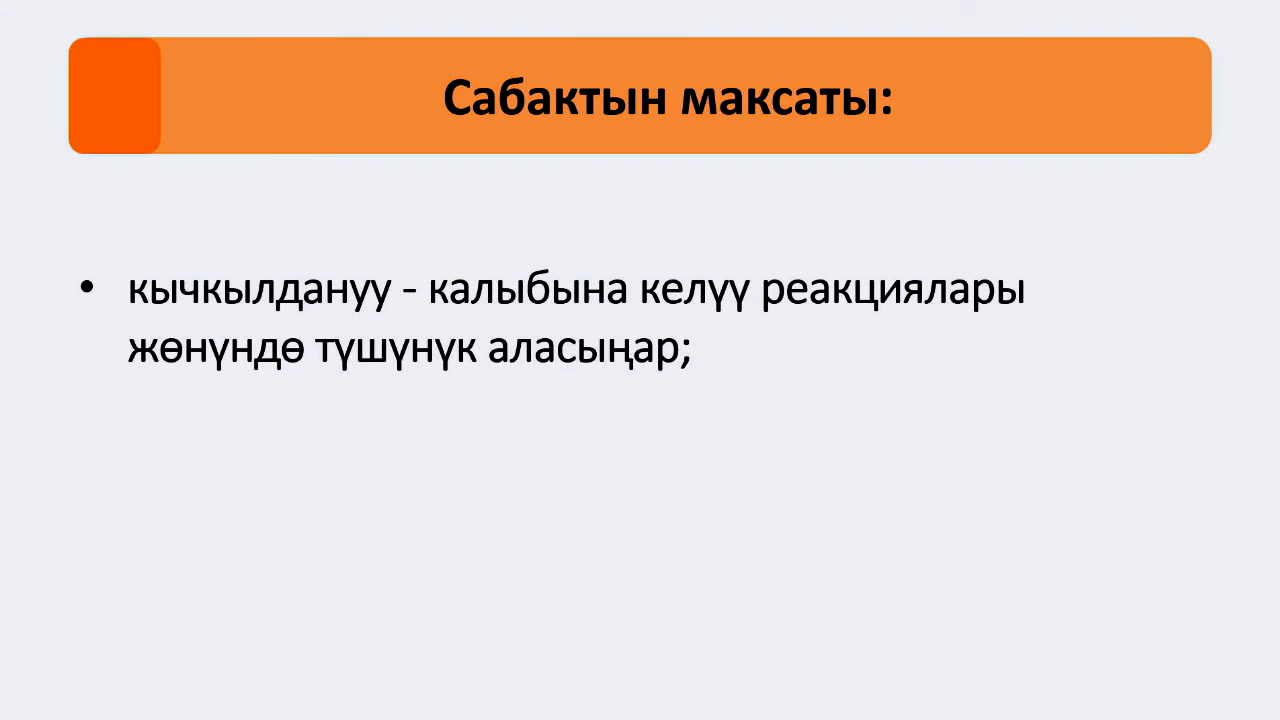 Сабактын максаты:
• кычкылдануу - калыбына келүү реакциялары
жөнүндө түшүнүк аласыңар;